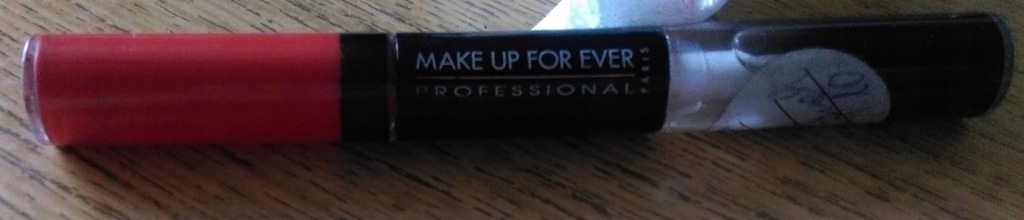 MAKE UP FOR EVER
PROFESSIONAL
PARIS